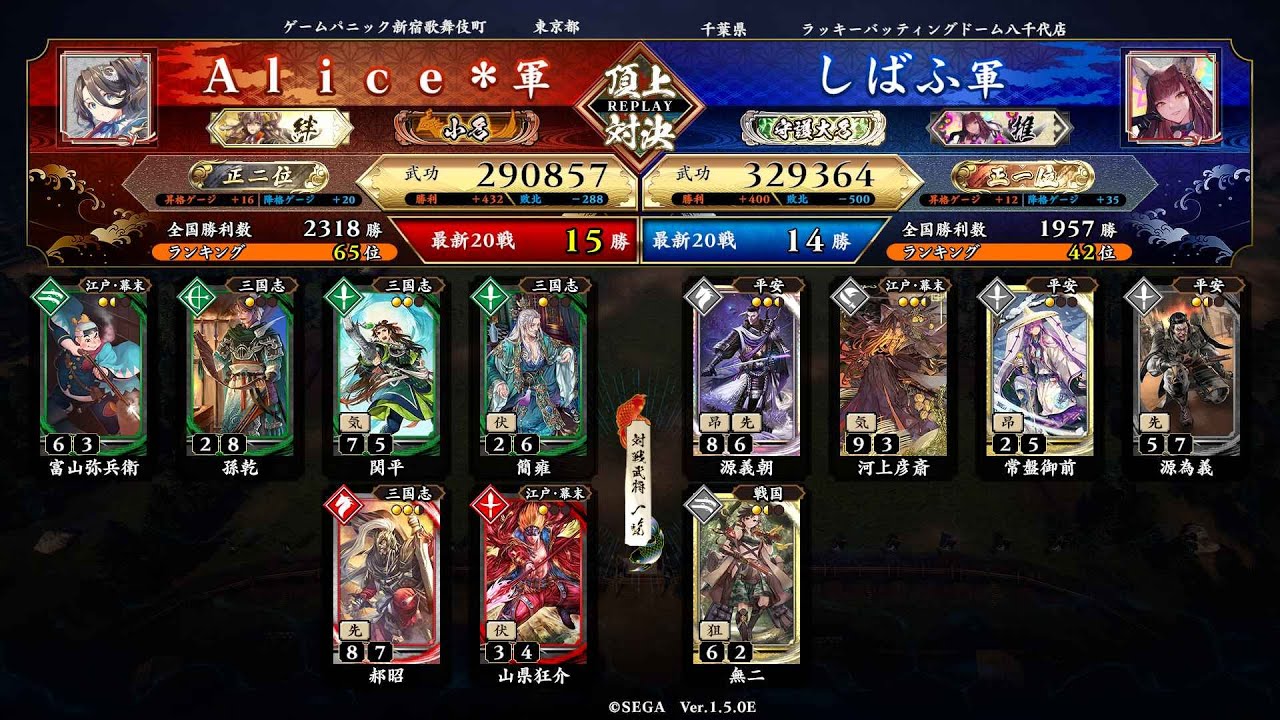 ゲームパニック新宿歌舞伎町 東京都 千葉県 ラッキーバッティングドーム八千代店
Alice*軍 頂上 REPLAY 対決 しばふ軍
絆 小名 守護大名 雅
正二位 武功 290857 武功 329364 正一位
昇格ゲージ +16 降格ゲージ +20 勝利 +432 敗北 -288 勝利 +400 敗北 -500 昇格ゲージ +12 降格ゲージ +35
全国勝利数 2318勝 最新20戦 15勝 最新20戦 14勝 全国勝利数 1957勝
ランキング 65位 ランキング 42位
江戸・幕末 三国志 三国志 三国志 平安 江戸・幕末 平安 平安
気 伏 昴 先 気 昴 先
6 3 2 8 7 5 2 6 8 6 9 3 2 5 5 7
富山弥兵衛 孫乾 関平 簡雍 源義朝 河上彦斎 常盤御前 源為義
対戦武将一覧
三国志 江戸・幕末 戦国
先 伏 狙
8 7 3 4 6 2
郝昭 山県狂介 無二
©SEGA Ver.1.5.0E